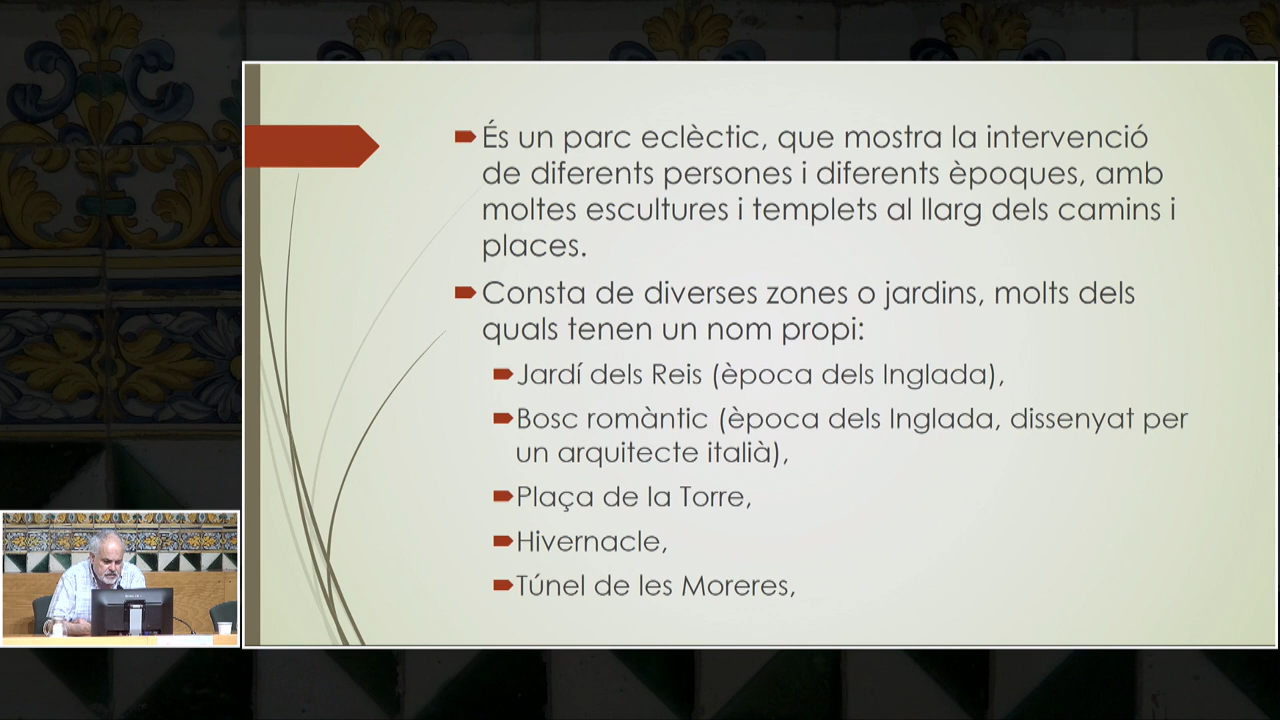 És un parc eclèctic, que mostra la intervenció
de diferents persones i diferents èpoques, amb
moltes escultures i templets al llarg dels camins i
places.
Consta de diverses zones o jardins, molts dels
quals tenen un nom propi:
Jardí dels Reis (època dels Inglada),
Bosc romàntic (època dels Inglada, dissenyat per
un arquitecte italià),
Plaça de la Torre,
Hivernacle,
Túnel de les Moreres,